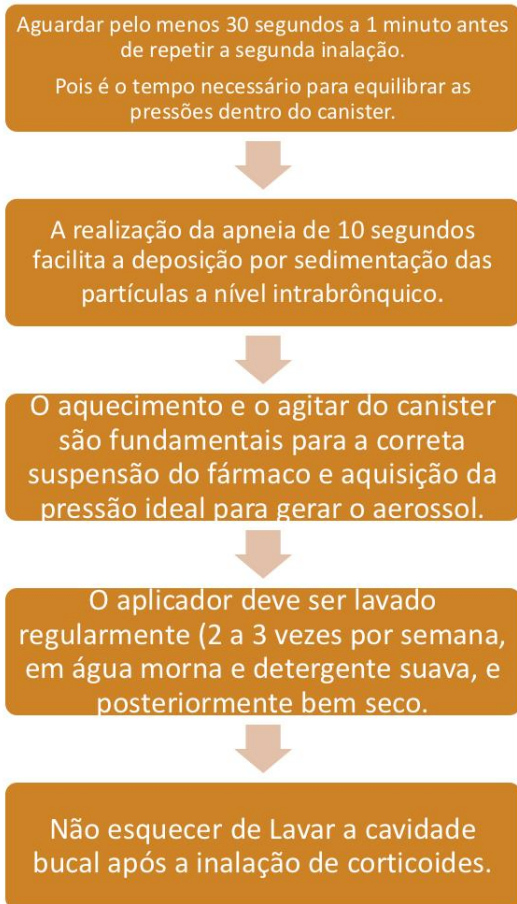 Aguardar pelo menos 30 segundos a 1 minuto antes
de repetir a segunda inalação.
Pois é o tempo necessário para equilibrar as
pressões dentro do canister.
A realização da apneia de 10 segundos
facilita a deposição por sedimentação das
partículas a nível intrabrônquico.
O aquecimento e o agitar do canister
são fundamentais para a correta
suspensão do fármaco e aquisição da
pressão ideal para gerar o aerossol.
O aplicador deve ser lavado
regularmente (2 a 3 vezes por semana,
em água morna e detergente suava, e
posteriormente bem seco.
Não esquecer de Lavar a cavidade
bucal após a inalação de corticoides.